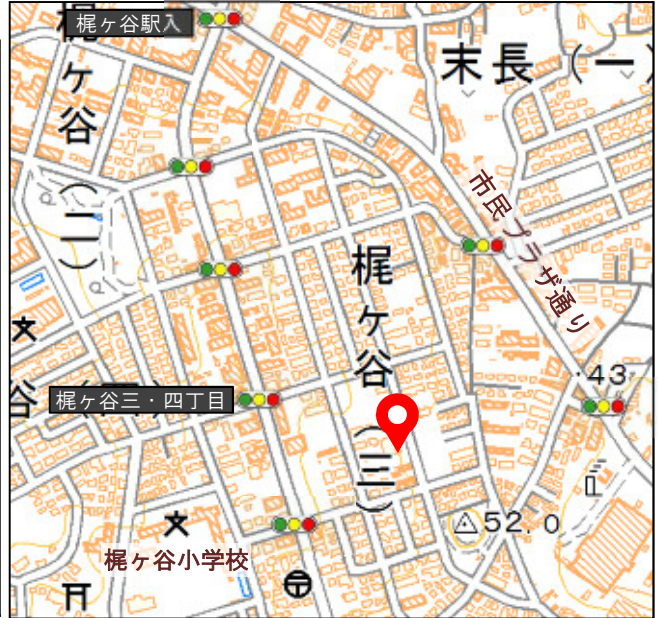 梶ヶ谷駅入
梶ヶ谷(二)
末長(一)
市民プラザ通り
梶ヶ谷(三)
43
谷
梶ヶ谷三・四丁目
52.0
梶ヶ谷小学校